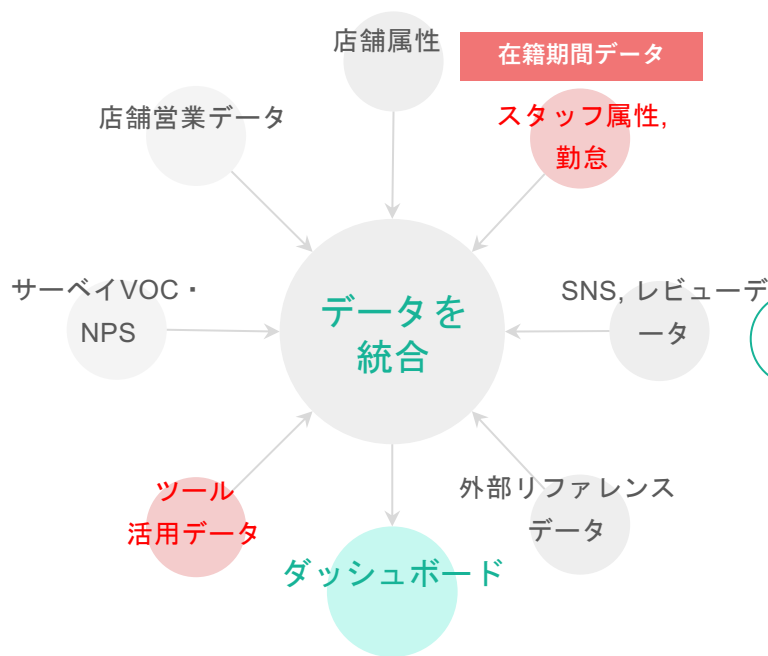 店舗属性
在籍期間データ
店舗営業データ
スタッフ属性,
勤怠
サーベイVOC・
NPS
データを
統合
SNS, レビューデ
ータ
ツール
活用データ
外部リファレンス
データ
ダッシュボード